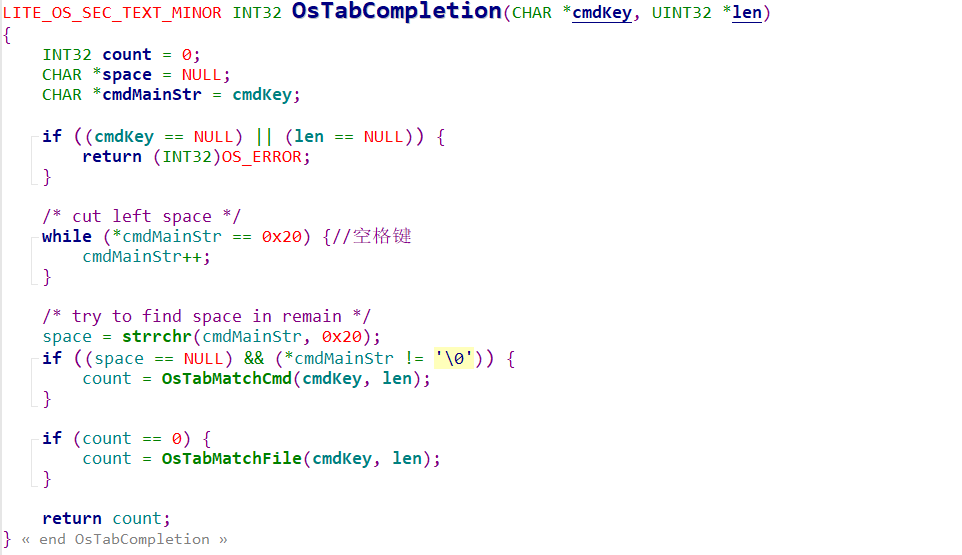 LITE_OS_SEC_TEXT_MINOR INT32 OsTabCompletion(CHAR *cmdKey, UINT32 *len)
{
    INT32 count = 0;
    CHAR *space = NULL;
    CHAR *cmdMainStr = cmdKey;

    if ((cmdKey == NULL) || (len == NULL)) {
        return (INT32)OS_ERROR;
    }

    /* cut left space */
    while (*cmdMainStr == 0x20) {//空格键
        cmdMainStr++;
    }

    /* try to find space in remain */
    space = strrchr(cmdMainStr, 0x20);
    if ((space == NULL) && (*cmdMainStr != '\0')) {
        count = OsTabMatchCmd(cmdKey, len);
    }

    if (count == 0) {
        count = OsTabMatchFile(cmdKey, len);
    }

    return count;
} « end OsTabCompletion »